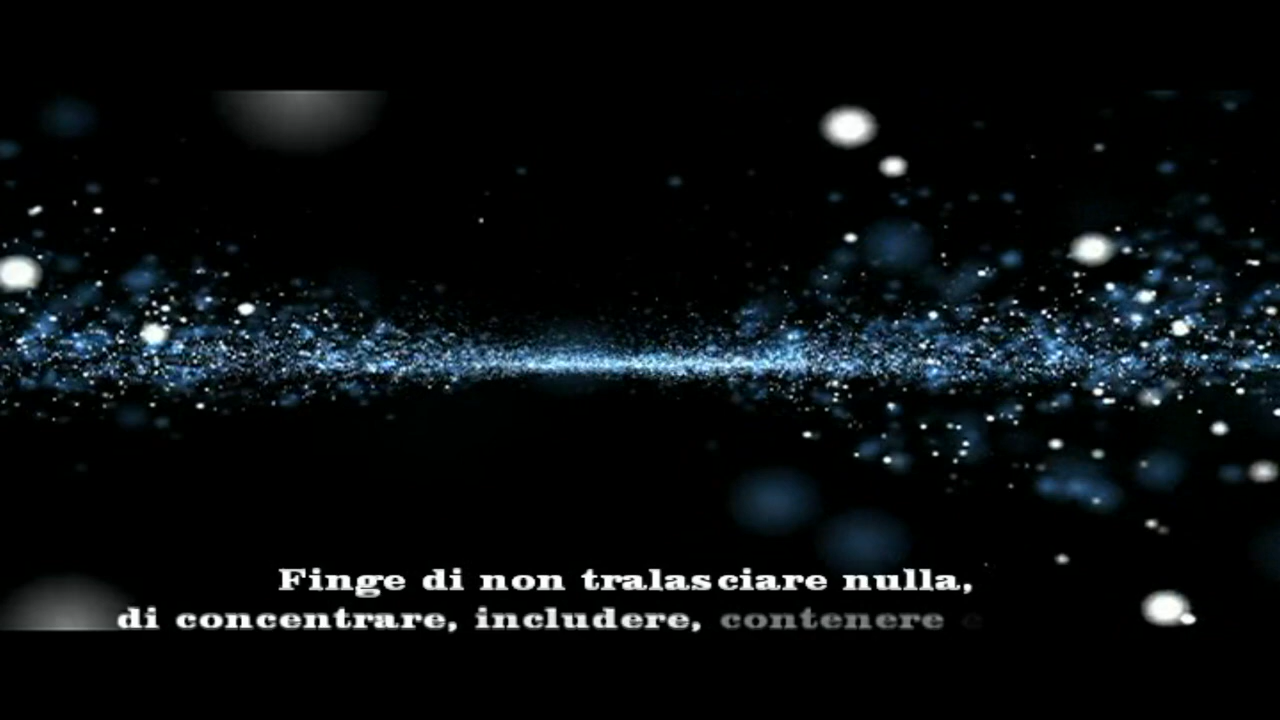 Finge di non tralasciare nulla,
di concentrare, includere, contenere e